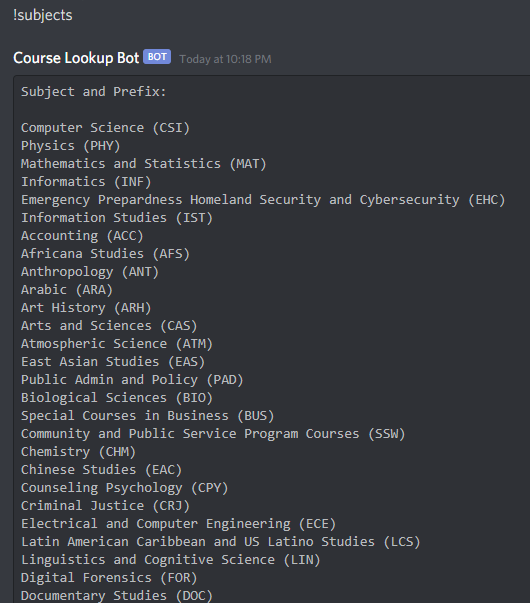 !subjects
Course Lookup Bot BOT Today at 10:18 PM
Subject and Prefix:
Computer Science (CSI)
Physics (PHY)
Mathematics and Statistics (MAT)
Informatics (INF)
Emergency Prepardness Homeland Security and Cybersecurity (EHC)
Information Studies (IST)
Accounting (ACC)
Africana Studies (AFS)
Anthropology (ANT)
Arabic (ARA)
Art History (ARH)
Arts and Sciences (CAS)
Atmospheric Science (ATM)
East Asian Studies (EAS)
Public Admin and Policy (PAD)
Biological Sciences (BIO)
Special Courses in Business (BUS)
Community and Public Service Program Courses (SSW)
Chemistry (CHM)
Chinese Studies (EAC)
Counseling Psychology (CPY)
Criminal Justice (CRJ)
Electrical and Computer Engineering (ECE)
Latin American Caribbean and US Latino Studies (LCS)
Linguistics and Cognitive Science (LIN)
Digital Forensics (FOR)
Documentary Studies (DOC)